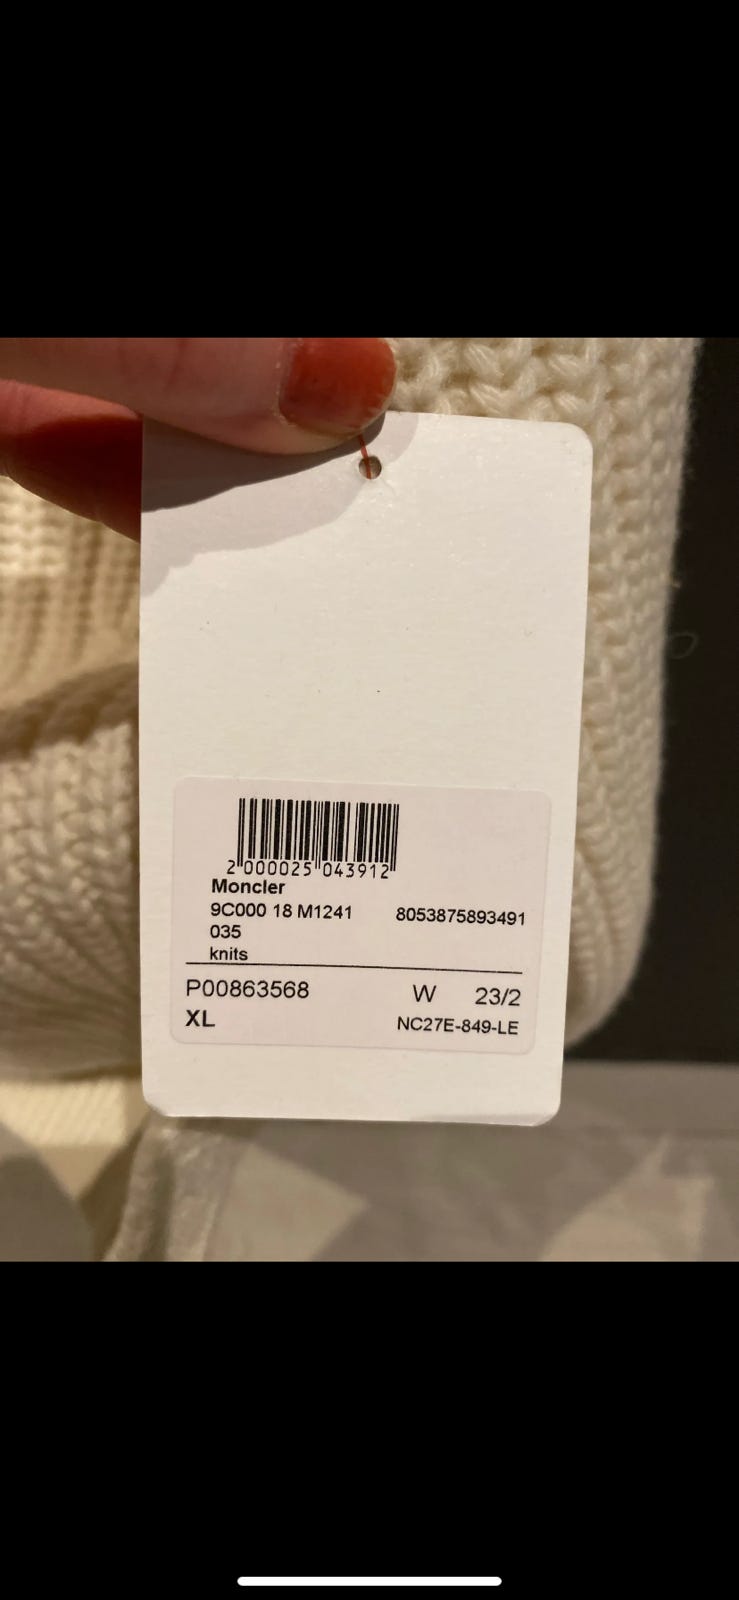 2 000025 043912
Moncler
9C000 18 M1241 8053875893491
035
knits
P00863568 W 23/2
XL NC27E-849-LE